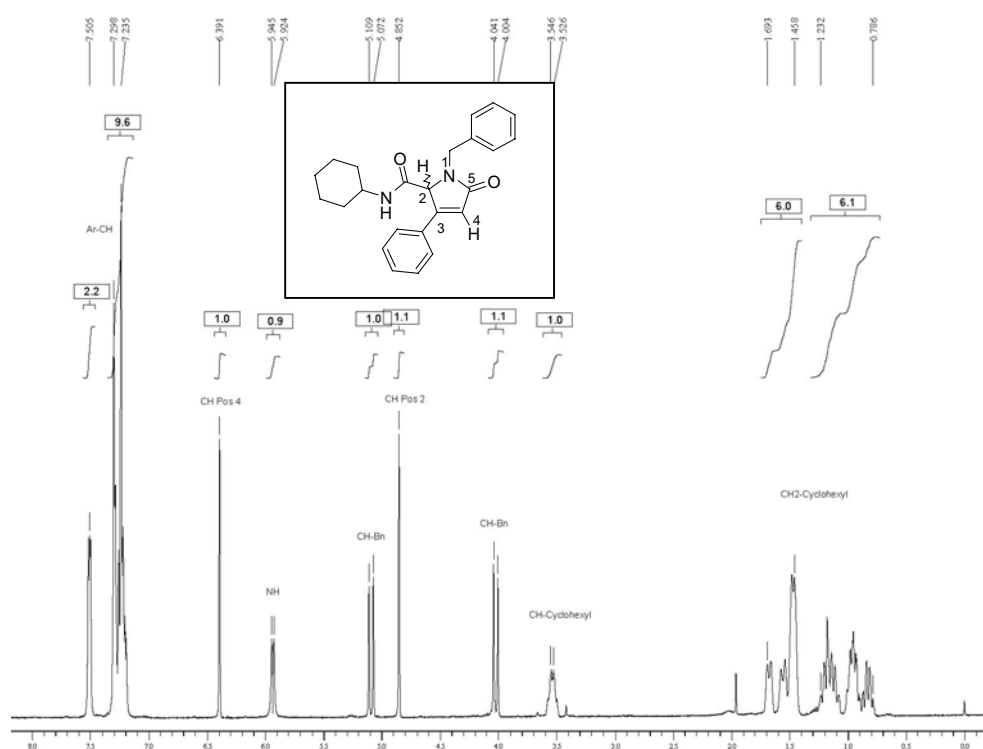 7.505
7.298
7.235
6.391
5.945
5.924
5.109
5.072
4.852
4.041
4.004
3.546
3.526
1.693
1.458
1.232
0.786
9.6
H
N
1
O
5
O
N
H
2
3
4
H
6.0
6.1
Ar-CH
2.2
1.0
0.9
1.0
1.1
1.1
1.0
CH Pos 4
CH Pos 2
CH2-Cyclohexyl
CH-Bn
CH-Bn
NH
CH-Cyclohexyl
8.0 7.5 7.0 6.5 6.0 5.5 5.0 4.5 4.0 3.5 3.0 2.5 2.0 1.5 1.0 0.5 0.0